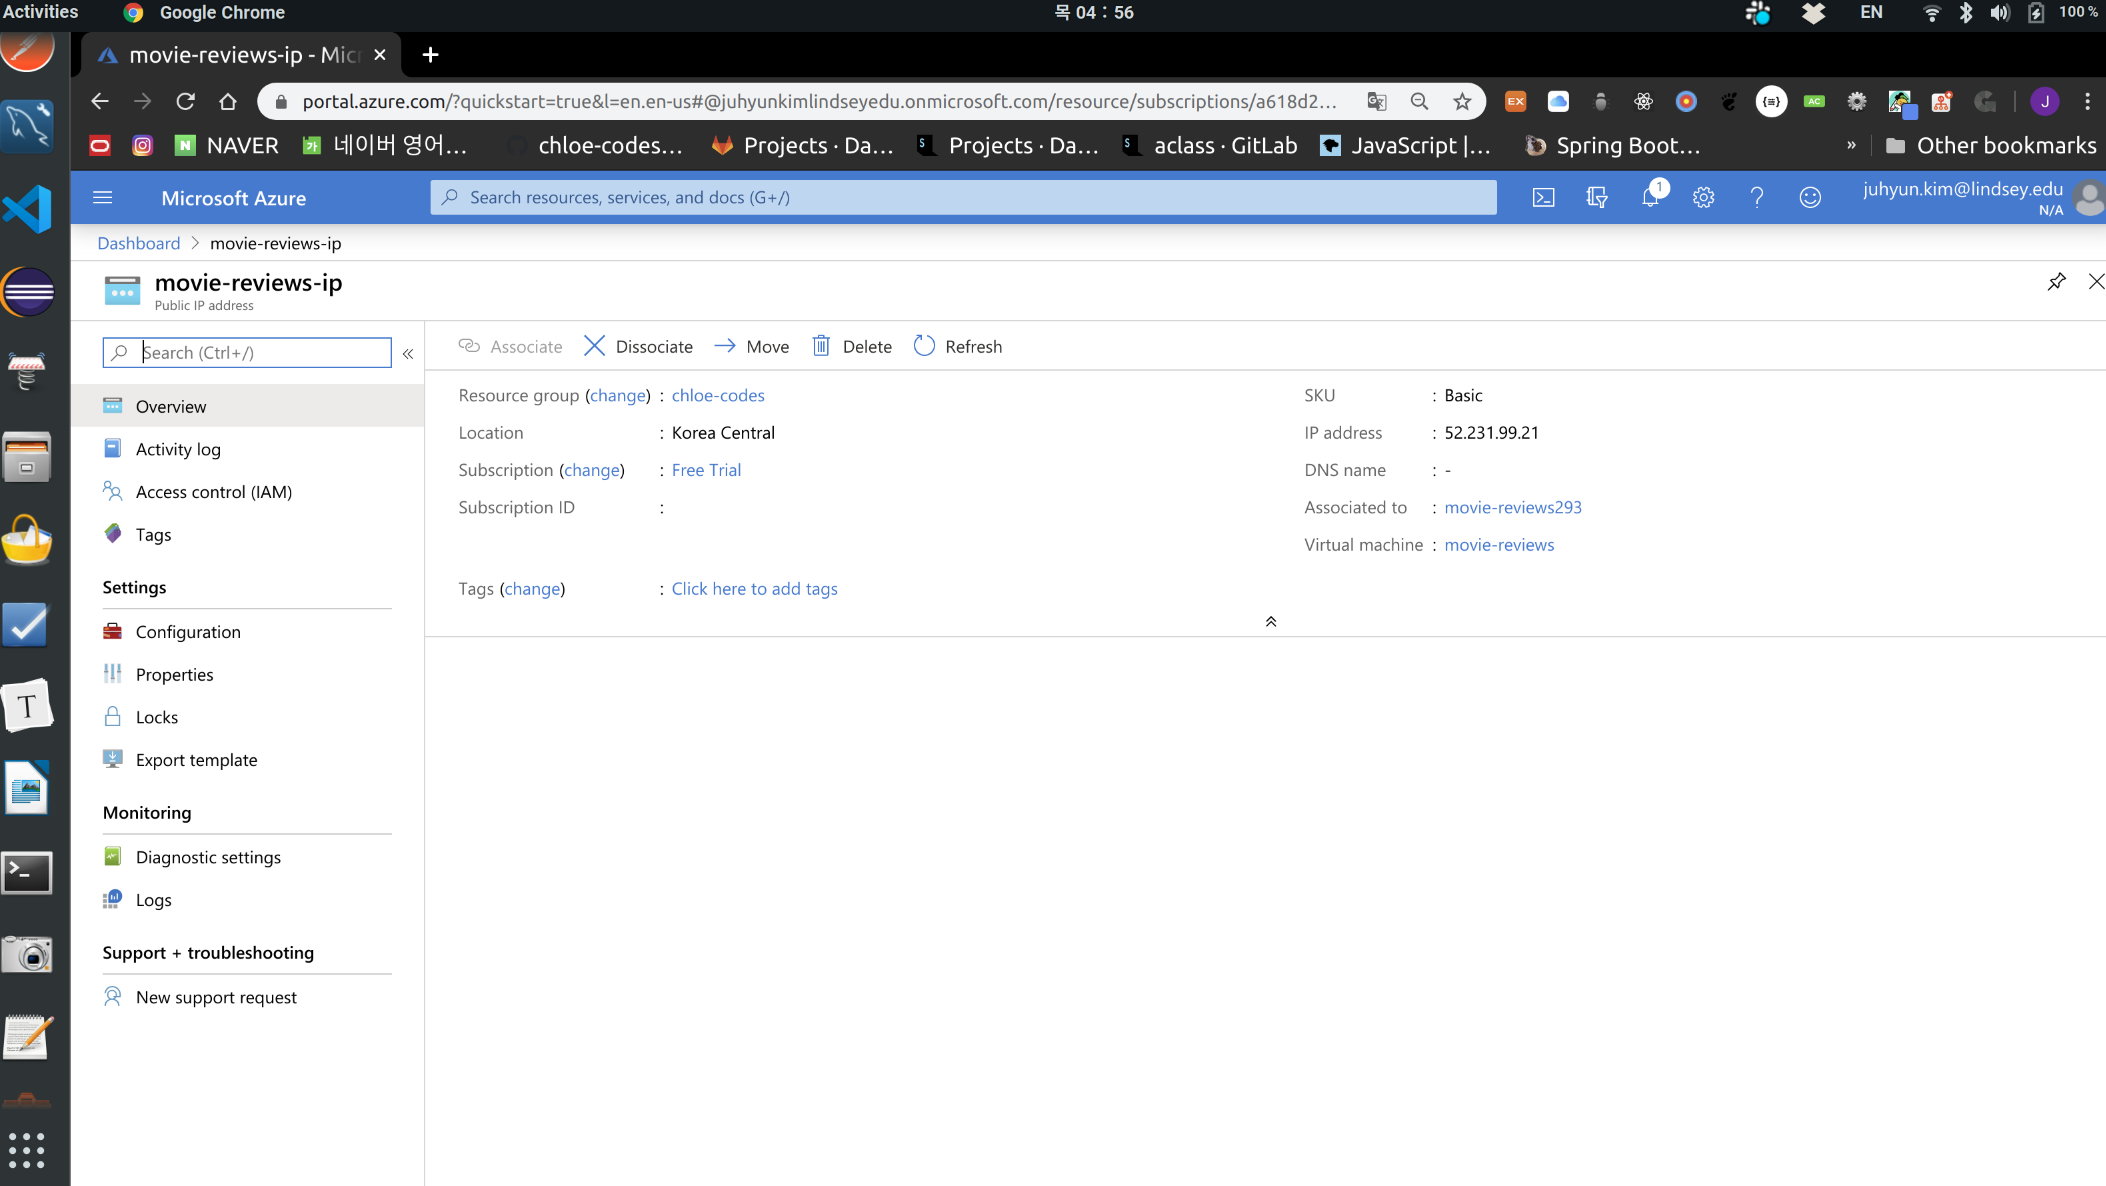 Activities Google Chrome 목 04 : 56 EN 100 %
movie-reviews-ip - Mic
portal.azure.com/?quickstart=true&l=en.en-us#@juhyunkimlindseyedu.onmicrosoft.com/resource/subscriptions/a618d2... EX AC J
N NAVER 가 네이버 영어... chloe-codes... Projects · Da... S Projects · Da... S aclass · GitLab JavaScript |... Spring Boot... » Other bookmarks
Microsoft Azure Search resources, services, and docs (G+/) 1 juhyun.kim@lindsey.edu
N/A
Dashboard > movie-reviews-ip
movie-reviews-ip
Public IP address
Search (Ctrl+/) «
Associate Dissociate Move Delete Refresh
Overview
Activity log
Access control (IAM)
Tags
Settings
Configuration
Properties
Locks
Export template
Monitoring
Diagnostic settings
Logs
Support + troubleshooting
New support request
Resource group (change) : chloe-codes
Location : Korea Central
Subscription (change) : Free Trial
Subscription ID :
Tags (change) : Click here to add tags
SKU : Basic
IP address : 52.231.99.21
DNS name : -
Associated to : movie-reviews293
Virtual machine : movie-reviews
T